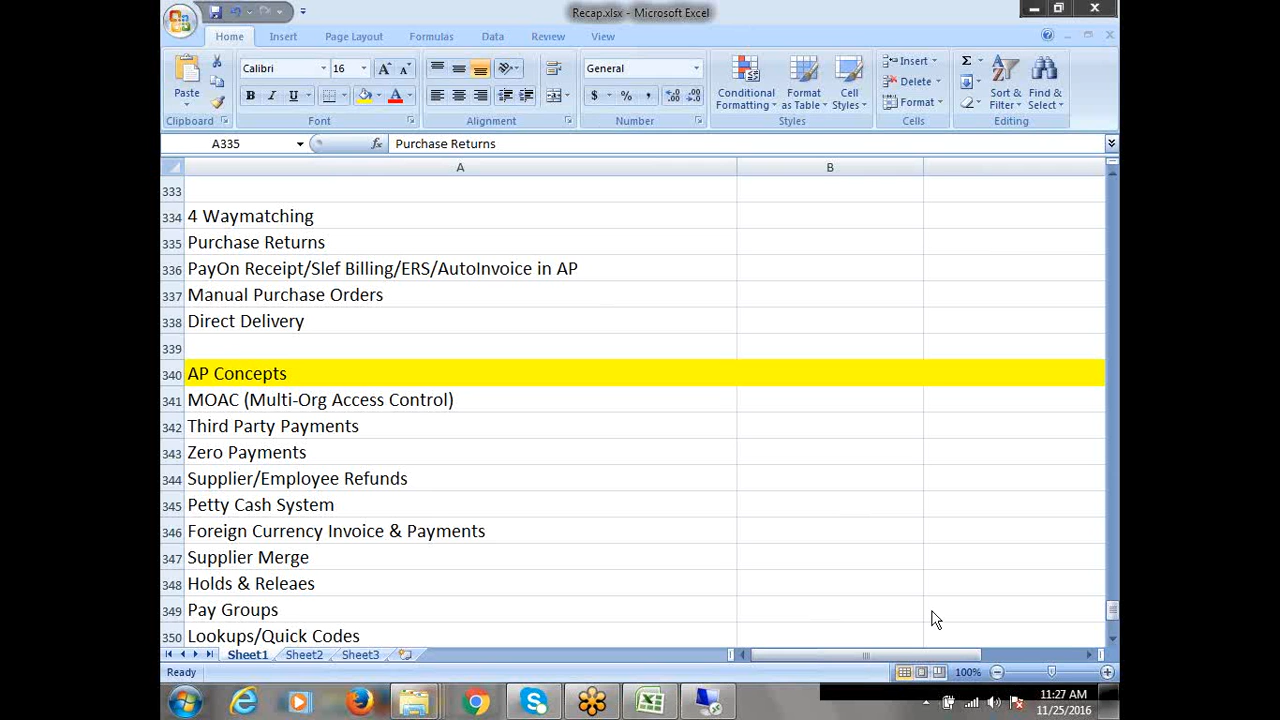 Recap.xlsx - Microsoft Excel
Home Insert Page Layout Formulas Data Review View
Paste
Calibri 16 A A
B I U A
General
$ % ,
Conditional Formatting
Format as Table
Cell Styles
Insert
Delete
Format
Σ
Sort & Filter
Find & Select
Clipboard Font Alignment Number Styles Cells Editing
A335 fx Purchase Returns
A B
333
334 4 Waymatching
335 Purchase Returns
336 PayOn Receipt/Slef Billing/ERS/AutoInvoice in AP
337 Manual Purchase Orders
338 Direct Delivery
339
340 AP Concepts
341 MOAC (Multi-Org Access Control)
342 Third Party Payments
343 Zero Payments
344 Supplier/Employee Refunds
345 Petty Cash System
346 Foreign Currency Invoice & Payments
347 Supplier Merge
348 Holds & Releaes
349 Pay Groups
350 Lookups/Quick Codes
Sheet1 Sheet2 Sheet3
Ready 100%
11:27 AM
11/25/2016